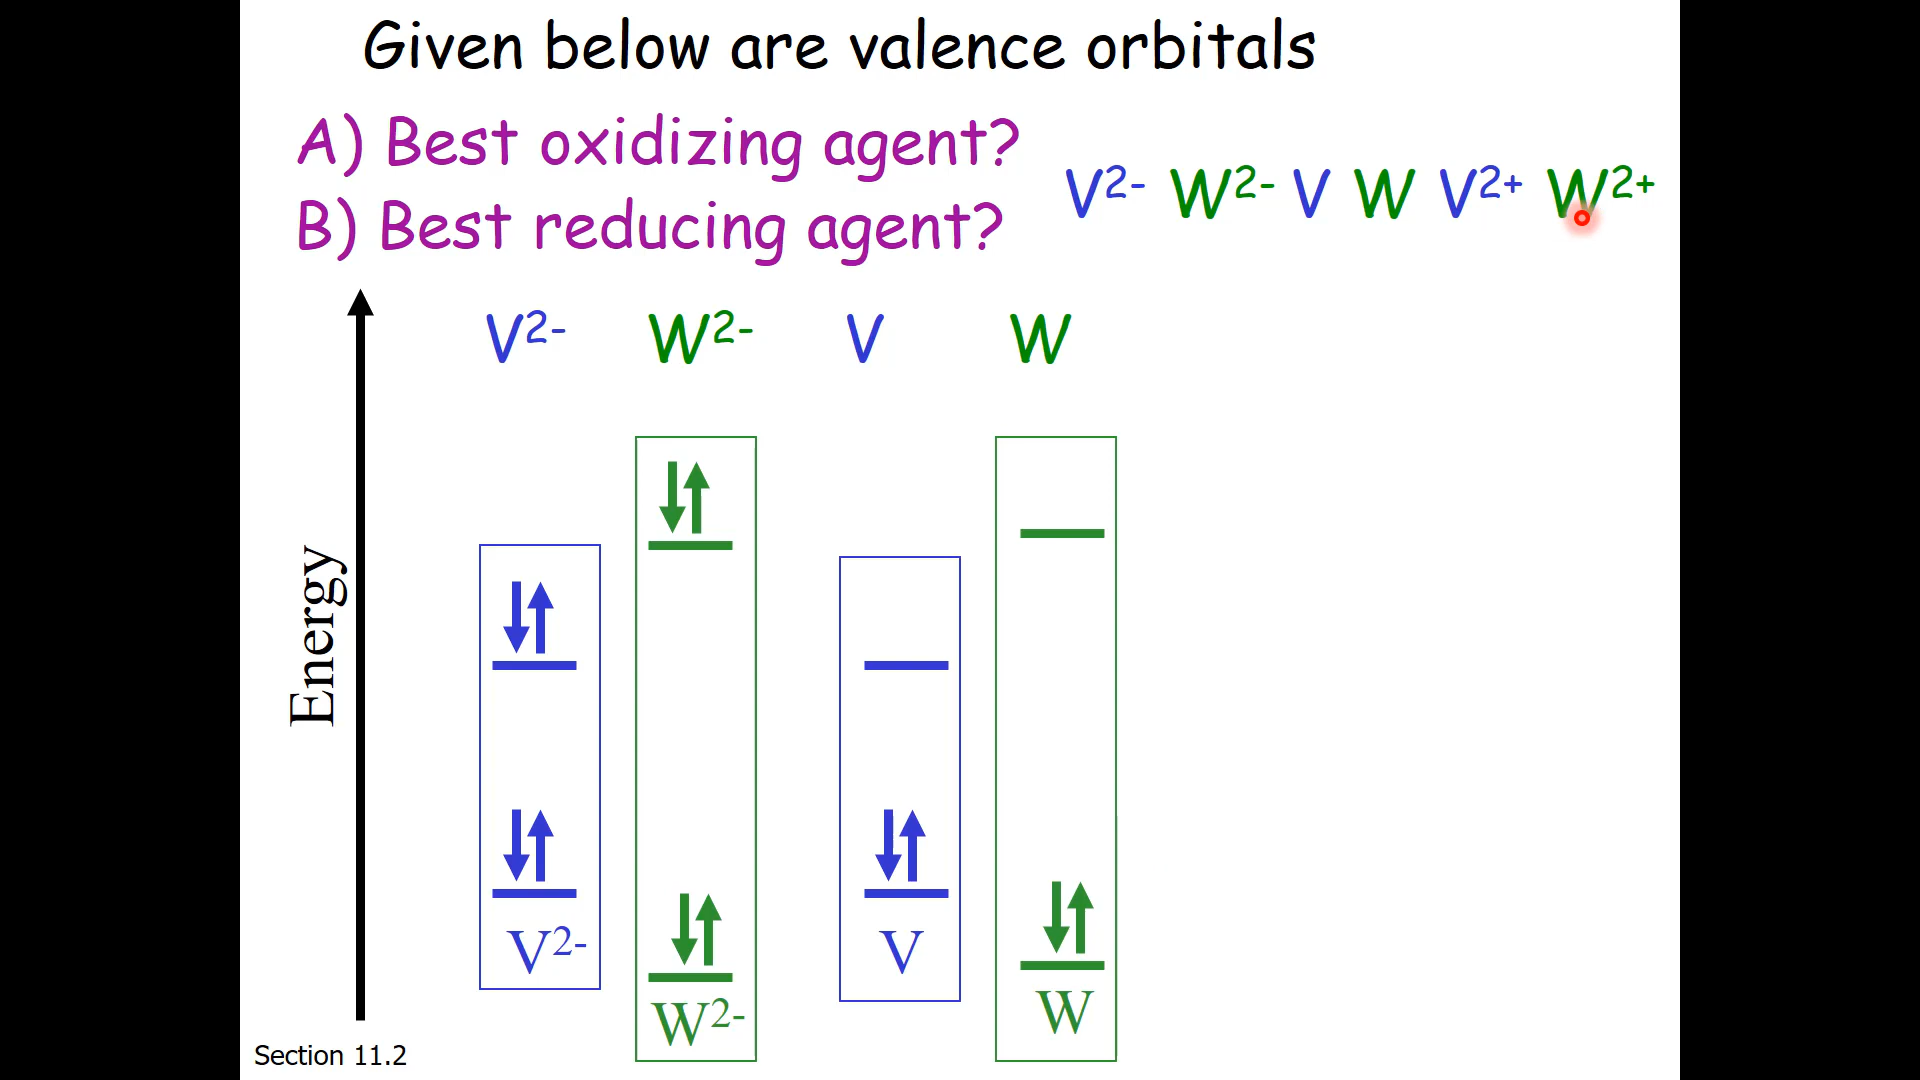 Given below are valence orbitals
A) Best oxidizing agent?
B) Best reducing agent?
V²⁻ W²⁻ V W V²⁺ W²⁺
V²⁻ W²⁻ V W
Energy
V²⁻
W²⁻
V
W
Section 11.2